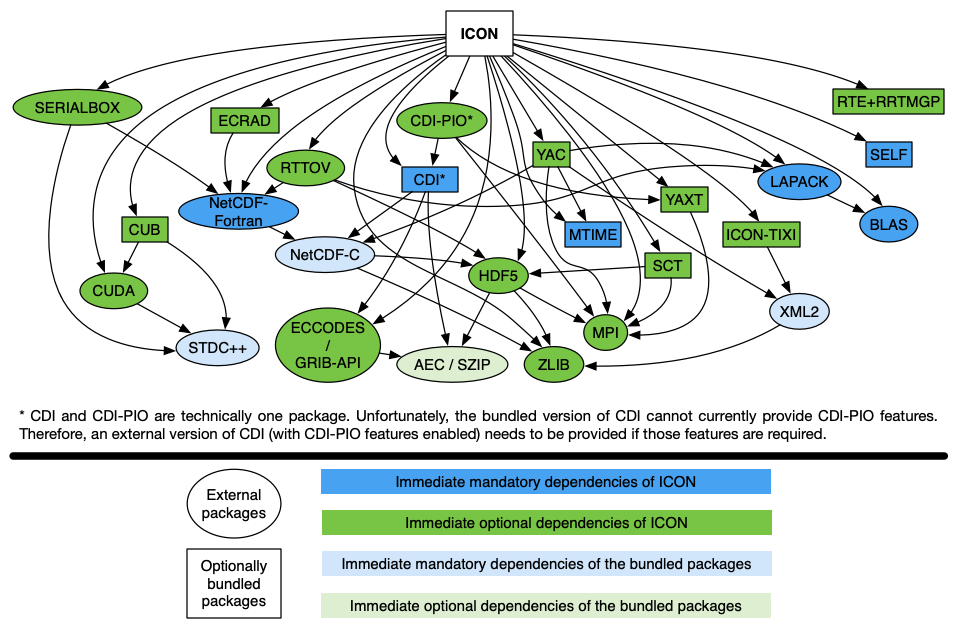 ICON
SERIALBOX
ECRAD
CDI-PIO*
RTE+RRTMGP
RTTOV
CDI*
YAC
SELF
LAPACK
NetCDF-
Fortran
YAXT
CUB
NetCDF-C
MTIME
ICON-TIXI
BLAS
HDF5
SCT
CUDA
XML2
STDC++
ECCODES
/
GRIB-API
AEC / SZIP
ZLIB
MPI
* CDI and CDI-PIO are technically one package. Unfortunately, the bundled version of CDI cannot currently provide CDI-PIO features.
Therefore, an external version of CDI (with CDI-PIO features enabled) needs to be provided if those features are required.
External
packages
Optionally
bundled
packages
Immediate mandatory dependencies of ICON
Immediate optional dependencies of ICON
Immediate mandatory dependencies of the bundled packages
Immediate optional dependencies of the bundled packages